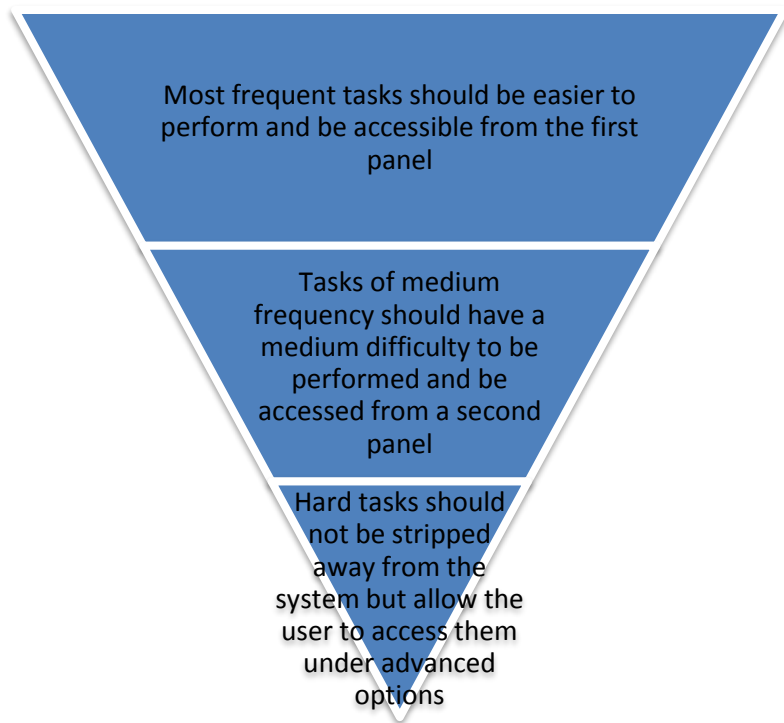 Most frequent tasks should be easier to
perform and be accessible from the first
panel
Tasks of medium
frequency should have a
medium difficulty to be
performed and be
accessed from a second
panel
Hard tasks should
not be stripped
away from the
system but allow the
user to access them
under advanced
options